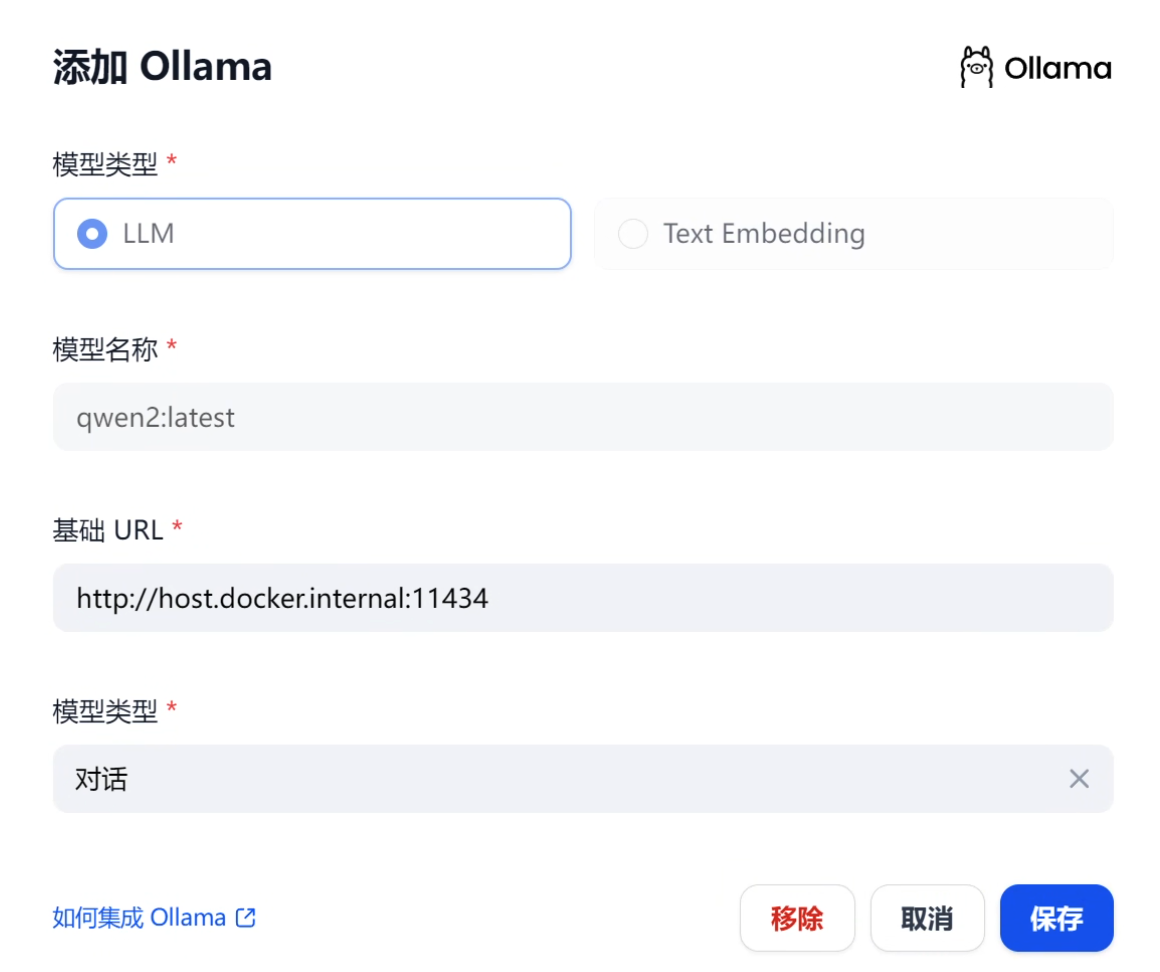 添加 Ollama
Ollama
模型类型 *
LLM
Text Embedding
模型名称 *
qwen2:latest
基础 URL *
http://host.docker.internal:11434
模型类型 *
对话
如何集成 Ollama
移除
取消
保存